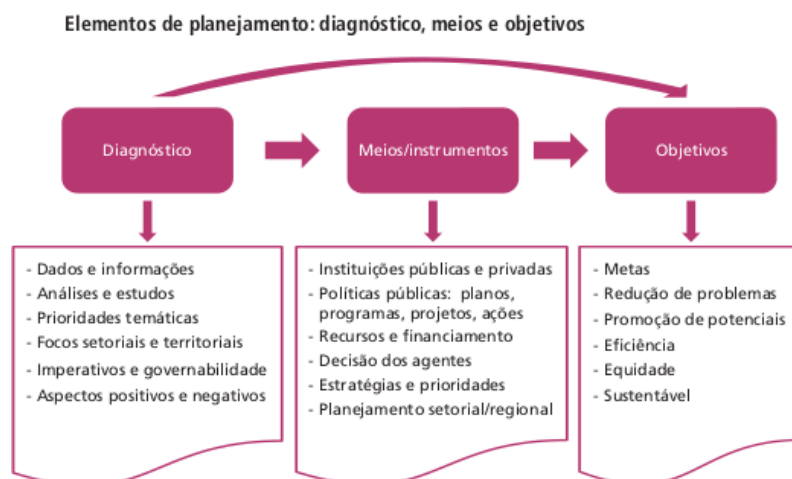 Elementos de planejamento: diagnóstico, meios e objetivos
Diagnóstico
Meios/instrumentos
Objetivos
- Dados e informações
- Análises e estudos
- Prioridades temáticas
- Focos setoriais e territoriais
- Imperativos e governabilidade
- Aspectos positivos e negativos
- Instituições públicas e privadas
- Políticas públicas: planos,
programas, projetos, ações
- Recursos e financiamento
- Decisão dos agentes
- Estratégias e prioridades
- Planejamento setorial/regional
- Metas
- Redução de problemas
- Promoção de potenciais
- Eficiência
- Equidade
- Sustentável